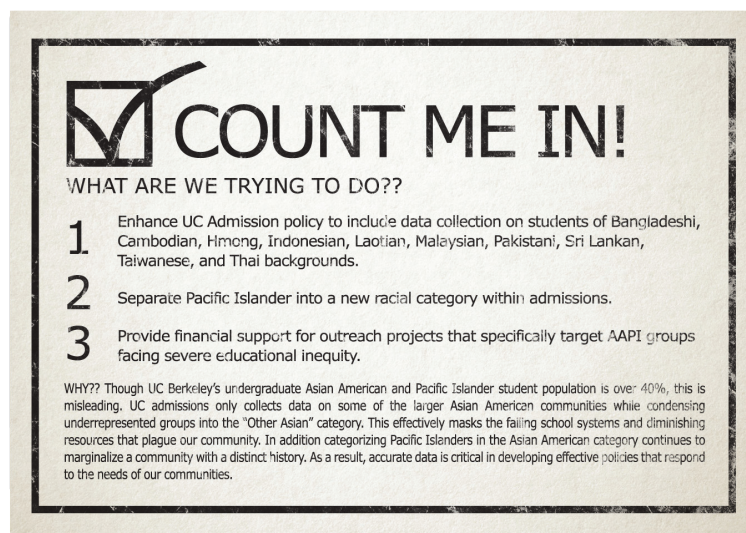 COUNT ME IN!
WHAT ARE WE TRYING TO DO??
1 Enhance UC Admission policy to include data collection on students of Bangladeshi,
Cambodian, Hmong, Indonesian, Laotian, Malaysian, Pakistani, Sri Lankan,
Taiwanese, and Thai backgrounds.
2 Separate Pacific Islander into a new racial category within admissions.
3 Provide financial support for outreach projects that specifically target AAPI groups
facing severe educational inequity.
WHY?? Though UC Berkeley's undergraduate Asian American and Pacific Islander student population is over 40%, this is
misleading. UC admissions only collects data on some of the larger Asian American communities while condensing
underrepresented groups into the "Other Asian" category. This effectively masks the failing school systems and diminishing
resources that plague our community. In addition categorizing Pacific Islanders in the Asian American category continues to
marginalize a community with a distinct history. As a result, accurate data is critical in developing effective policies that respond
to the needs of our communities.